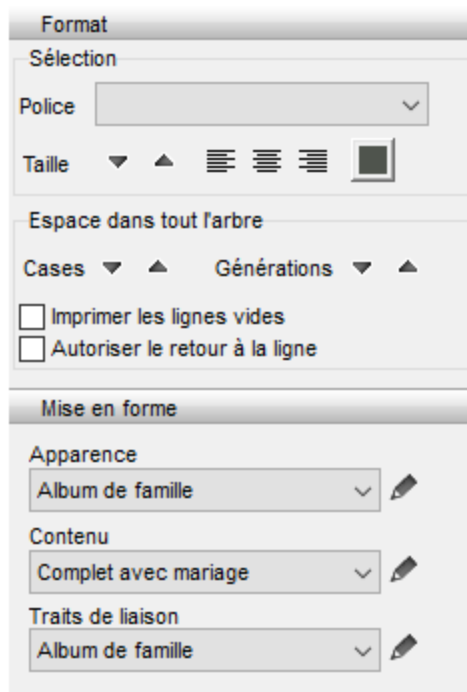 Format
Sélection
Police
Taille
Espace dans tout l'arbre
Cases Générations
Imprimer les lignes vides
Autoriser le retour à la ligne
Mise en forme
Apparence
Album de famille
Contenu
Complet avec mariage
Traits de liaison
Album de famille